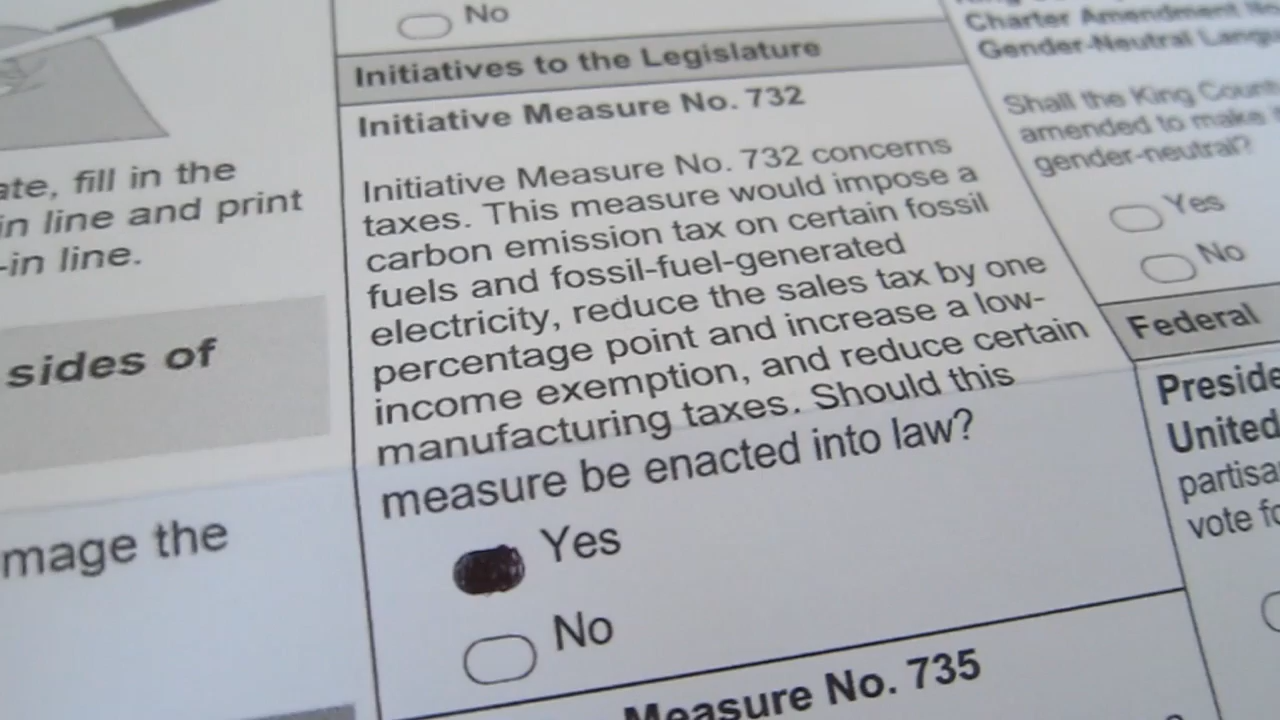 ate, fill in the
in line and print
-in line.
sides of
mage the
No
Initiatives to the Legislature
Initiative Measure No. 732
Initiative Measure No. 732 concerns
taxes. This measure would impose a
carbon emission tax on certain fossil
fuels and fossil-fuel-generated
electricity, reduce the sales tax by one
percentage point and increase a low-
income exemption, and reduce certain
manufacturing taxes. Should this
measure be enacted into law?
Yes
No
Measure No. 735
Charter Amendment No.
Gender-Neutral Langu
Shall the King Count
amended to make
gender-neutral?
Yes
No
Federal
Preside
United
partisa
vote fo